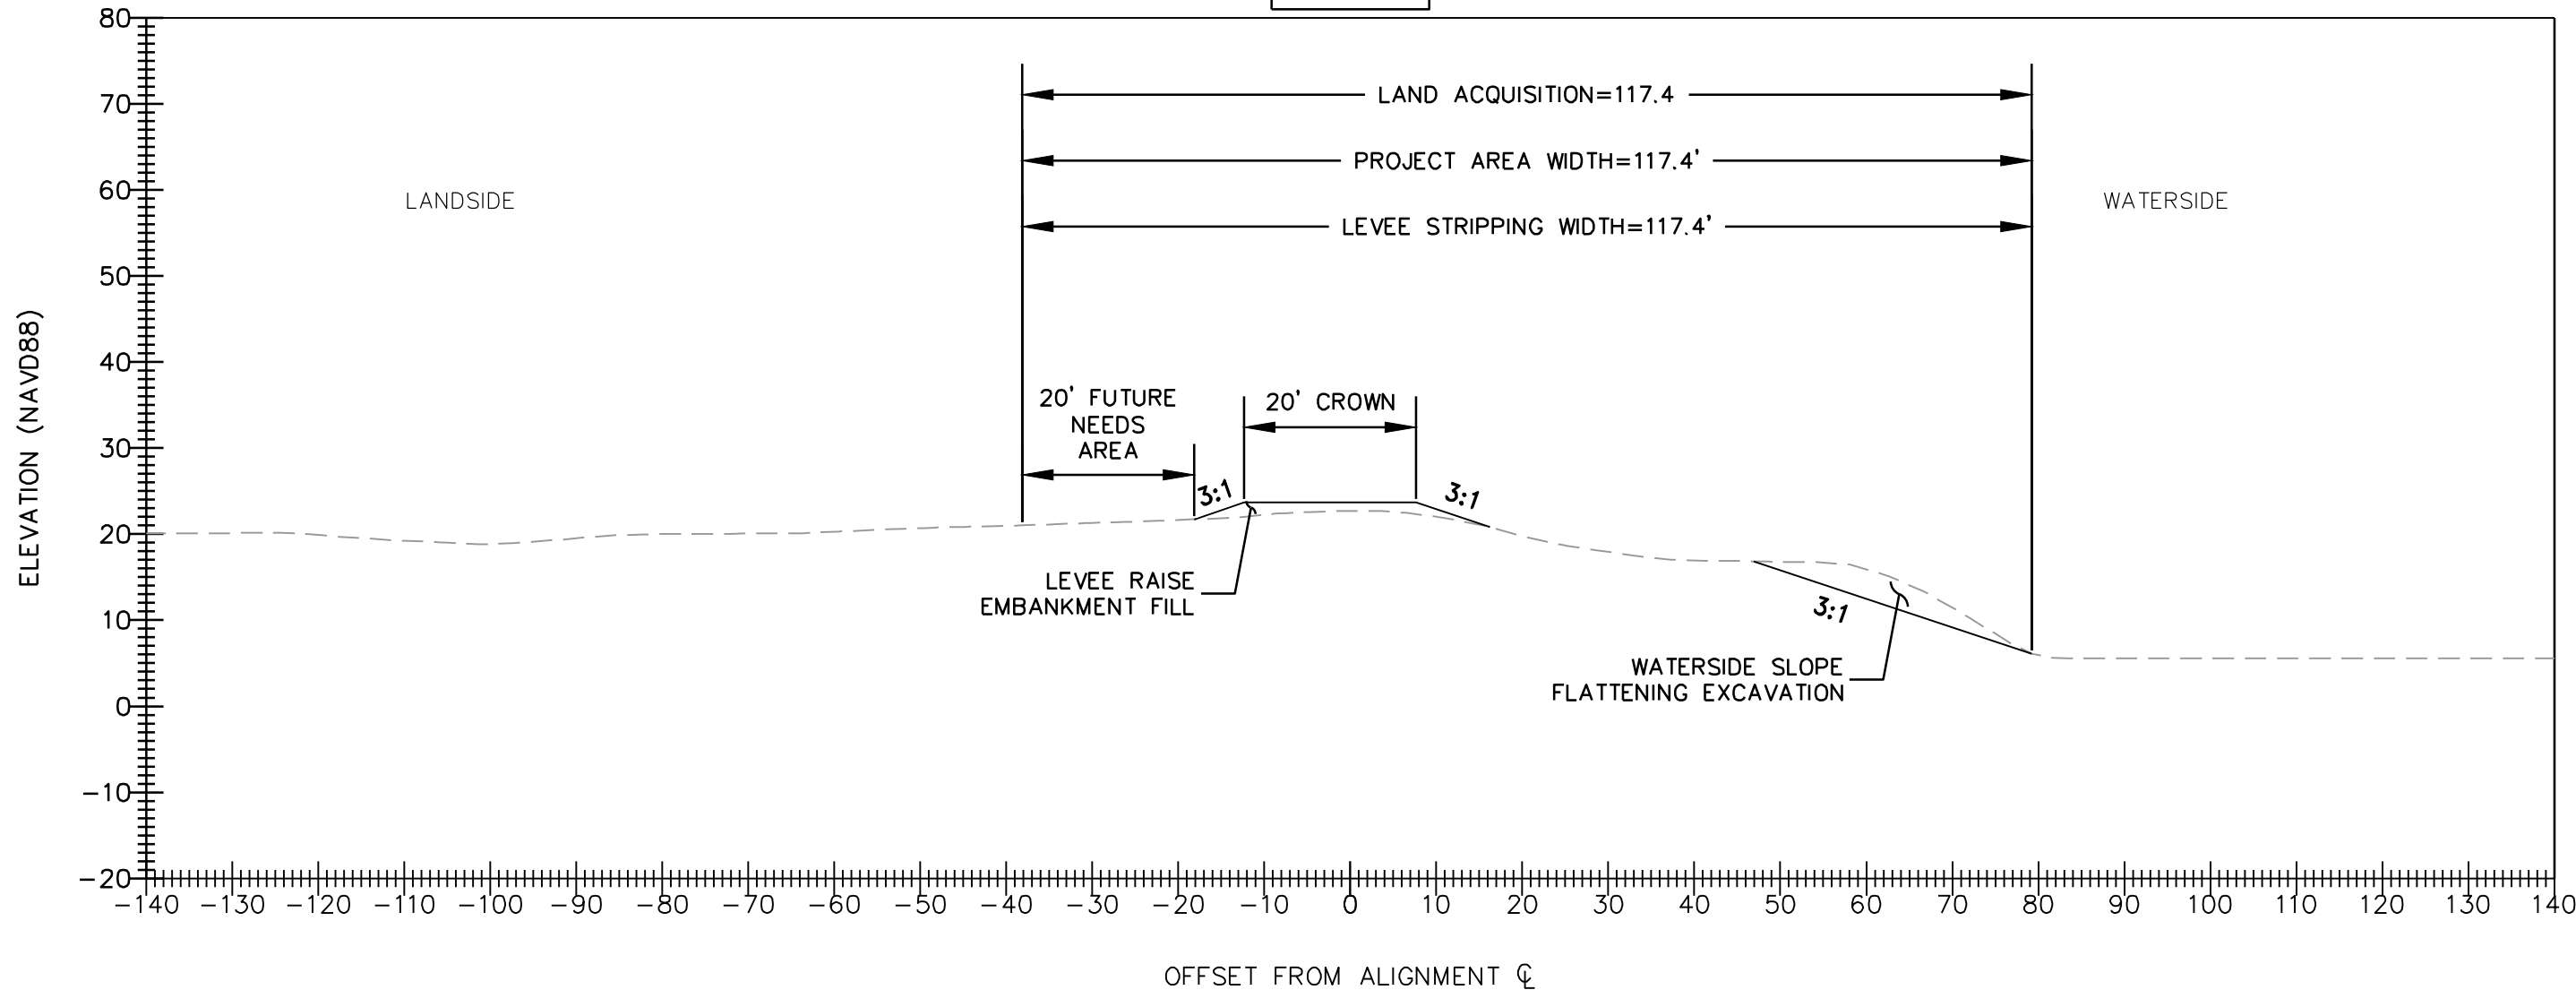 80
70
60
50
40
30
20
10
0
-10
-20
ELEVATION (NAVD88)
LANDSIDE
WATERSIDE
LAND ACQUISITION=117.4
PROJECT AREA WIDTH=117.4'
LEVEE STRIPPING WIDTH=117.4'
20' FUTURE
NEEDS
AREA
20' CROWN
3:1
3:1
LEVEE RAISE
EMBANKMENT FILL
3:1
WATERSIDE SLOPE
FLATTENING EXCAVATION
-140 -130 -120 -110 -100 -90 -80 -70 -60 -50 -40 -30 -20 -10 0 10 20 30 40 50 60 70 80 90 100 110 120 130 140
OFFSET FROM ALIGNMENT ℄